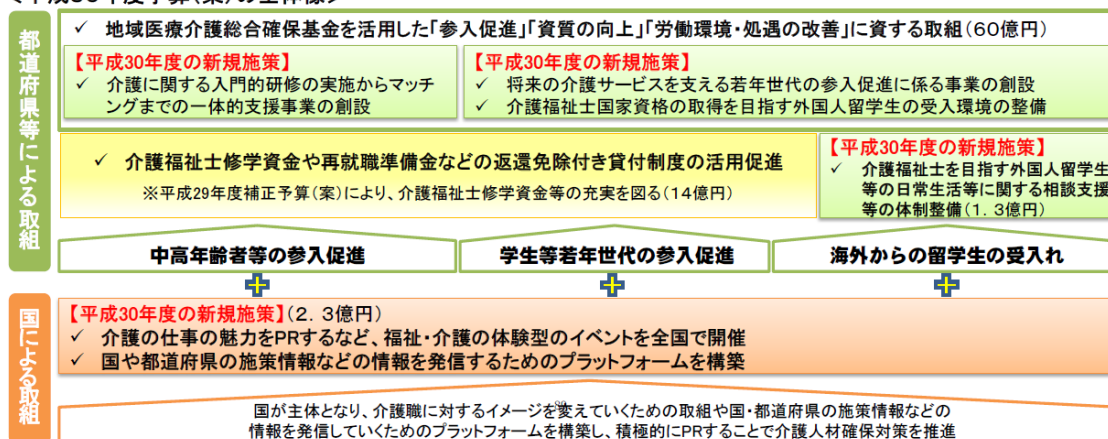 都道府県等による取組
✓ 地域医療介護総合確保基金を活用した「参入促進」「資質の向上」「労働環境・処遇の改善」に資する取組(60億円)
【平成30年度の新規施策】
✓ 介護に関する入門的研修の実施からマッチ
ングまでの一体的支援事業の創設
【平成30年度の新規施策】
✓ 将来の介護サービスを支える若年世代の参入促進に係る事業の創設
✓ 介護福祉士国家資格の取得を目指す外国人留学生の受入環境の整備
✓ 介護福祉士修学資金や再就職準備金などの返還免除付き貸付制度の活用促進
※平成29年度補正予算(案)により、介護福祉士修学資金等の充実を図る(14億円)
【平成30年度の新規施策】
✓ 介護福祉士を目指す外国人留学生
等の日常生活等に関する相談支援
等の体制整備(1.3億円)
中高年齢者等の参入促進
学生等若年世代の参入促進
海外からの留学生の受入れ
国による取組
【平成30年度の新規施策】(2.3億円)
✓ 介護の仕事の魅力をPRするなど、福祉・介護の体験型のイベントを全国で開催
✓ 国や都道府県の施策情報などの情報を発信するためのプラットフォームを構築
国が主体となり、介護職に対するイメージを変えていくための取組や国・都道府県の施策情報などの
情報を発信していくためのプラットフォームを構築し、積極的にPRすることで介護人材確保対策を推進